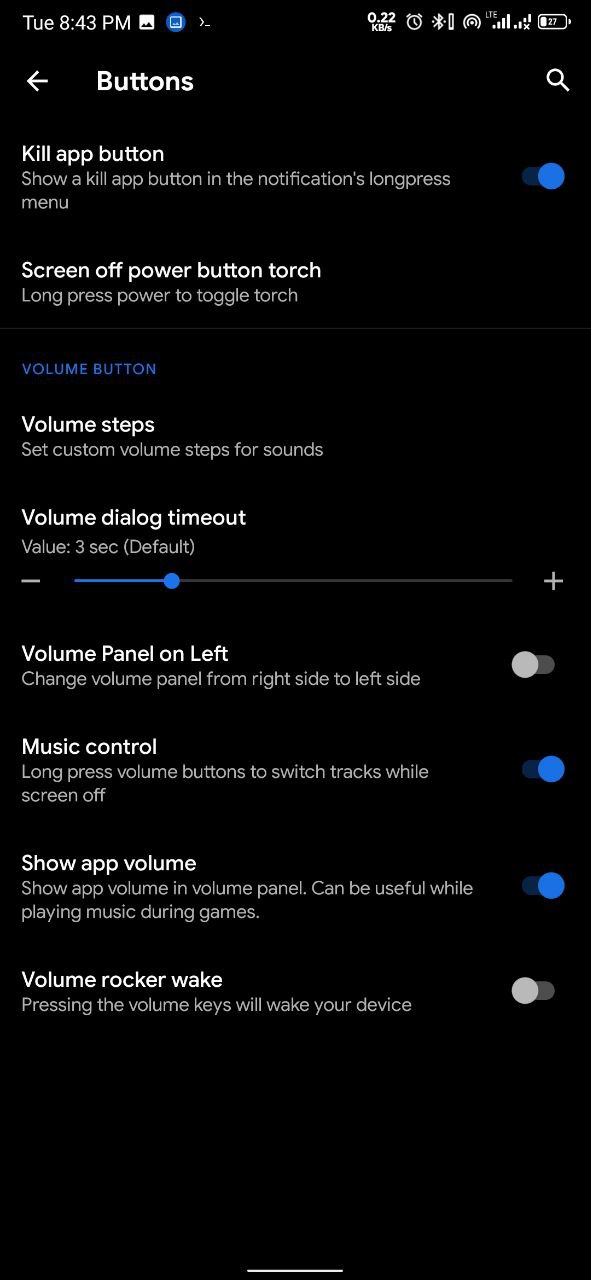 Tue 8:43 PM
0.22
KB/s
LTE
27
Buttons
Kill app button
Show a kill app button in the notification's longpress
menu
Screen off power button torch
Long press power to toggle torch
VOLUME BUTTON
Volume steps
Set custom volume steps for sounds
Volume dialog timeout
Value: 3 sec (Default)
Volume Panel on Left
Change volume panel from right side to left side
Music control
Long press volume buttons to switch tracks while
screen off
Show app volume
Show app volume in volume panel. Can be useful while
playing music during games.
Volume rocker wake
Pressing the volume keys will wake your device